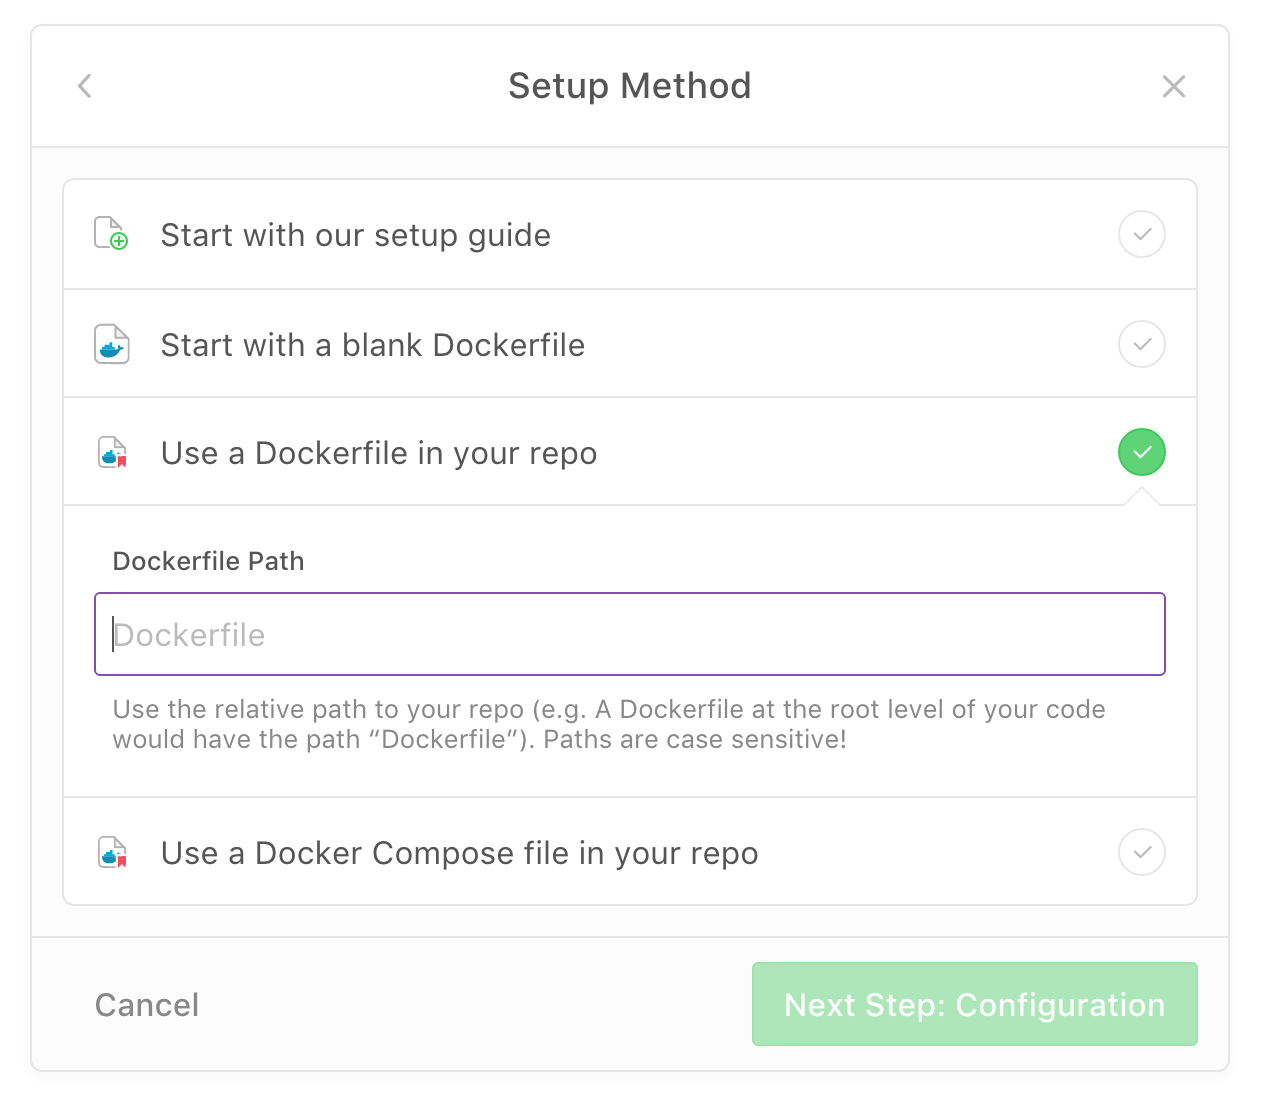 Setup Method
Start with our setup guide
Start with a blank Dockerfile
Use a Dockerfile in your repo
Dockerfile Path
Dockerfile
Use the relative path to your repo (e.g. A Dockerfile at the root level of your code
would have the path “Dockerfile”). Paths are case sensitive!
Use a Docker Compose file in your repo
Cancel
Next Step: Configuration